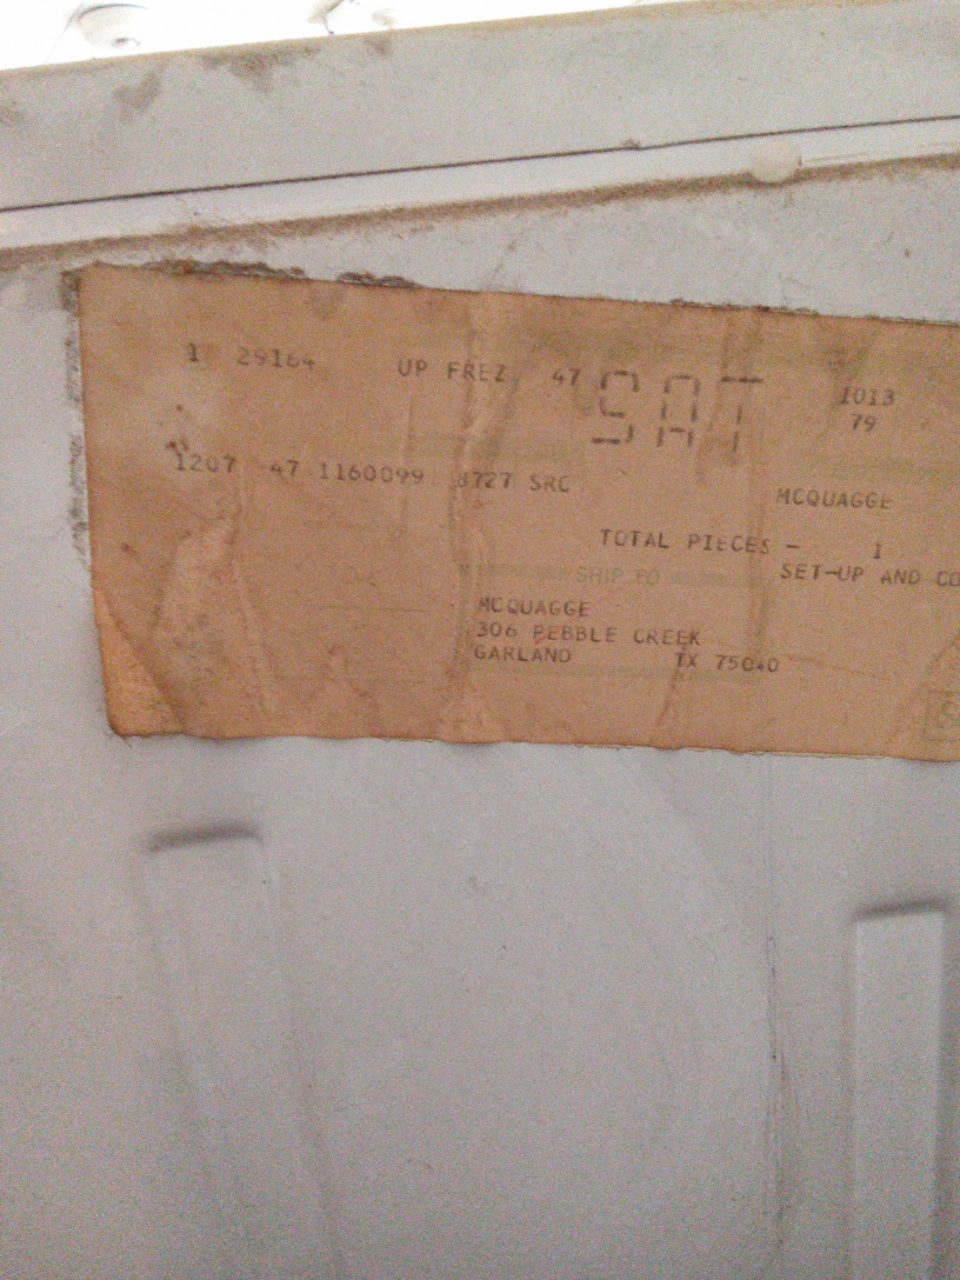 1 29164 UP FREZ 47 SAT 1013
79
1207 47 1160099 8727 SRC
MCQUAGGE
TOTAL PIECES - 1
SHIP TO
SET-UP AND CO
MCQUAGGE
306 PEBBLE CREEK
GARLAND TX 75040